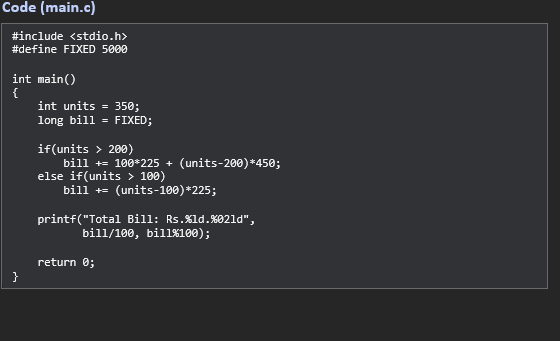 Code (main.c)
#include <stdio.h>
#define FIXED 5000
int main()
{
int units = 350;
long bill = FIXED;
if(units > 200)
bill += 100*225 + (units-200)*450;
else if(units > 100)
bill += (units-100)*225;
printf("Total Bill: Rs.%ld.%02ld",
bill/100, bill%100);
return 0;
}